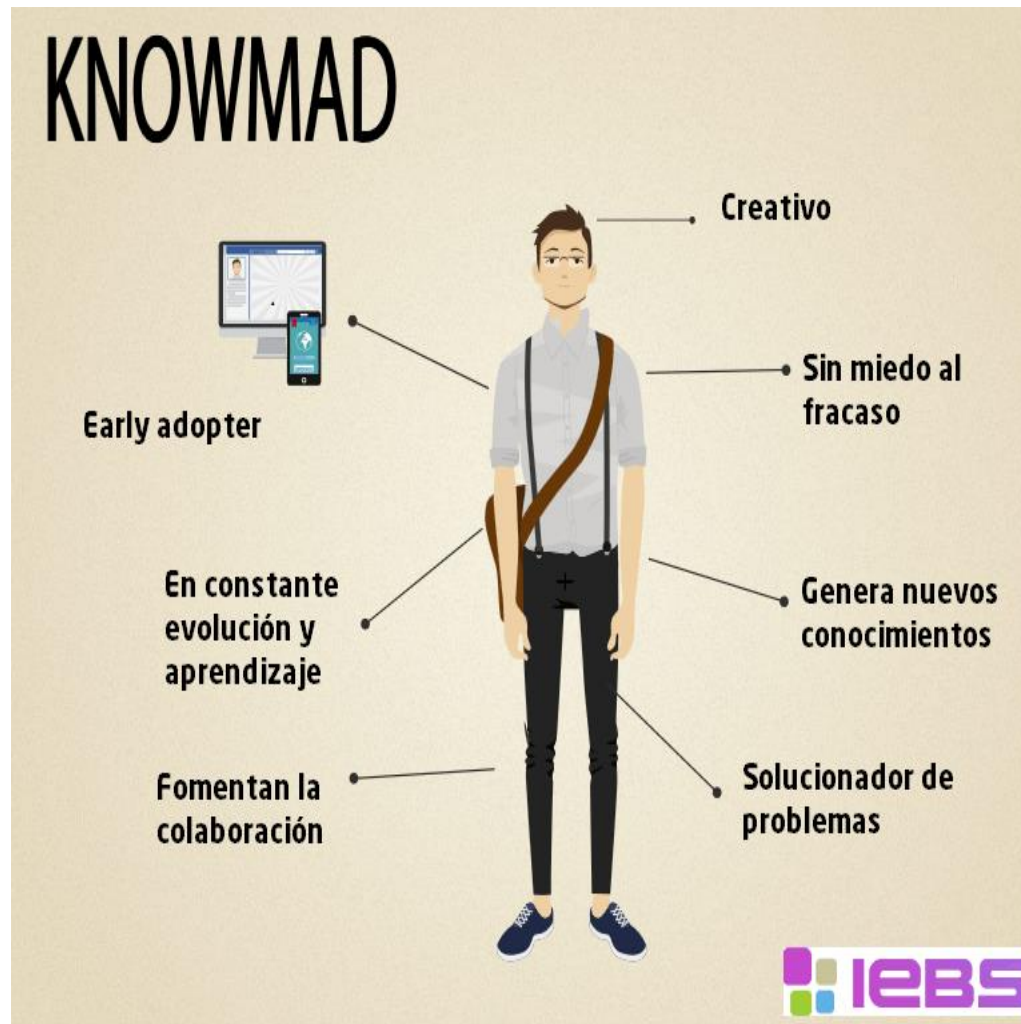 KNOWMAD
Creativo
Early adopter
Sin miedo al
fracaso
En constante
evolución y
aprendizaje
Genera nuevos
conocimientos
Fomentan la
colaboración
Solucionador de
problemas
IEBS